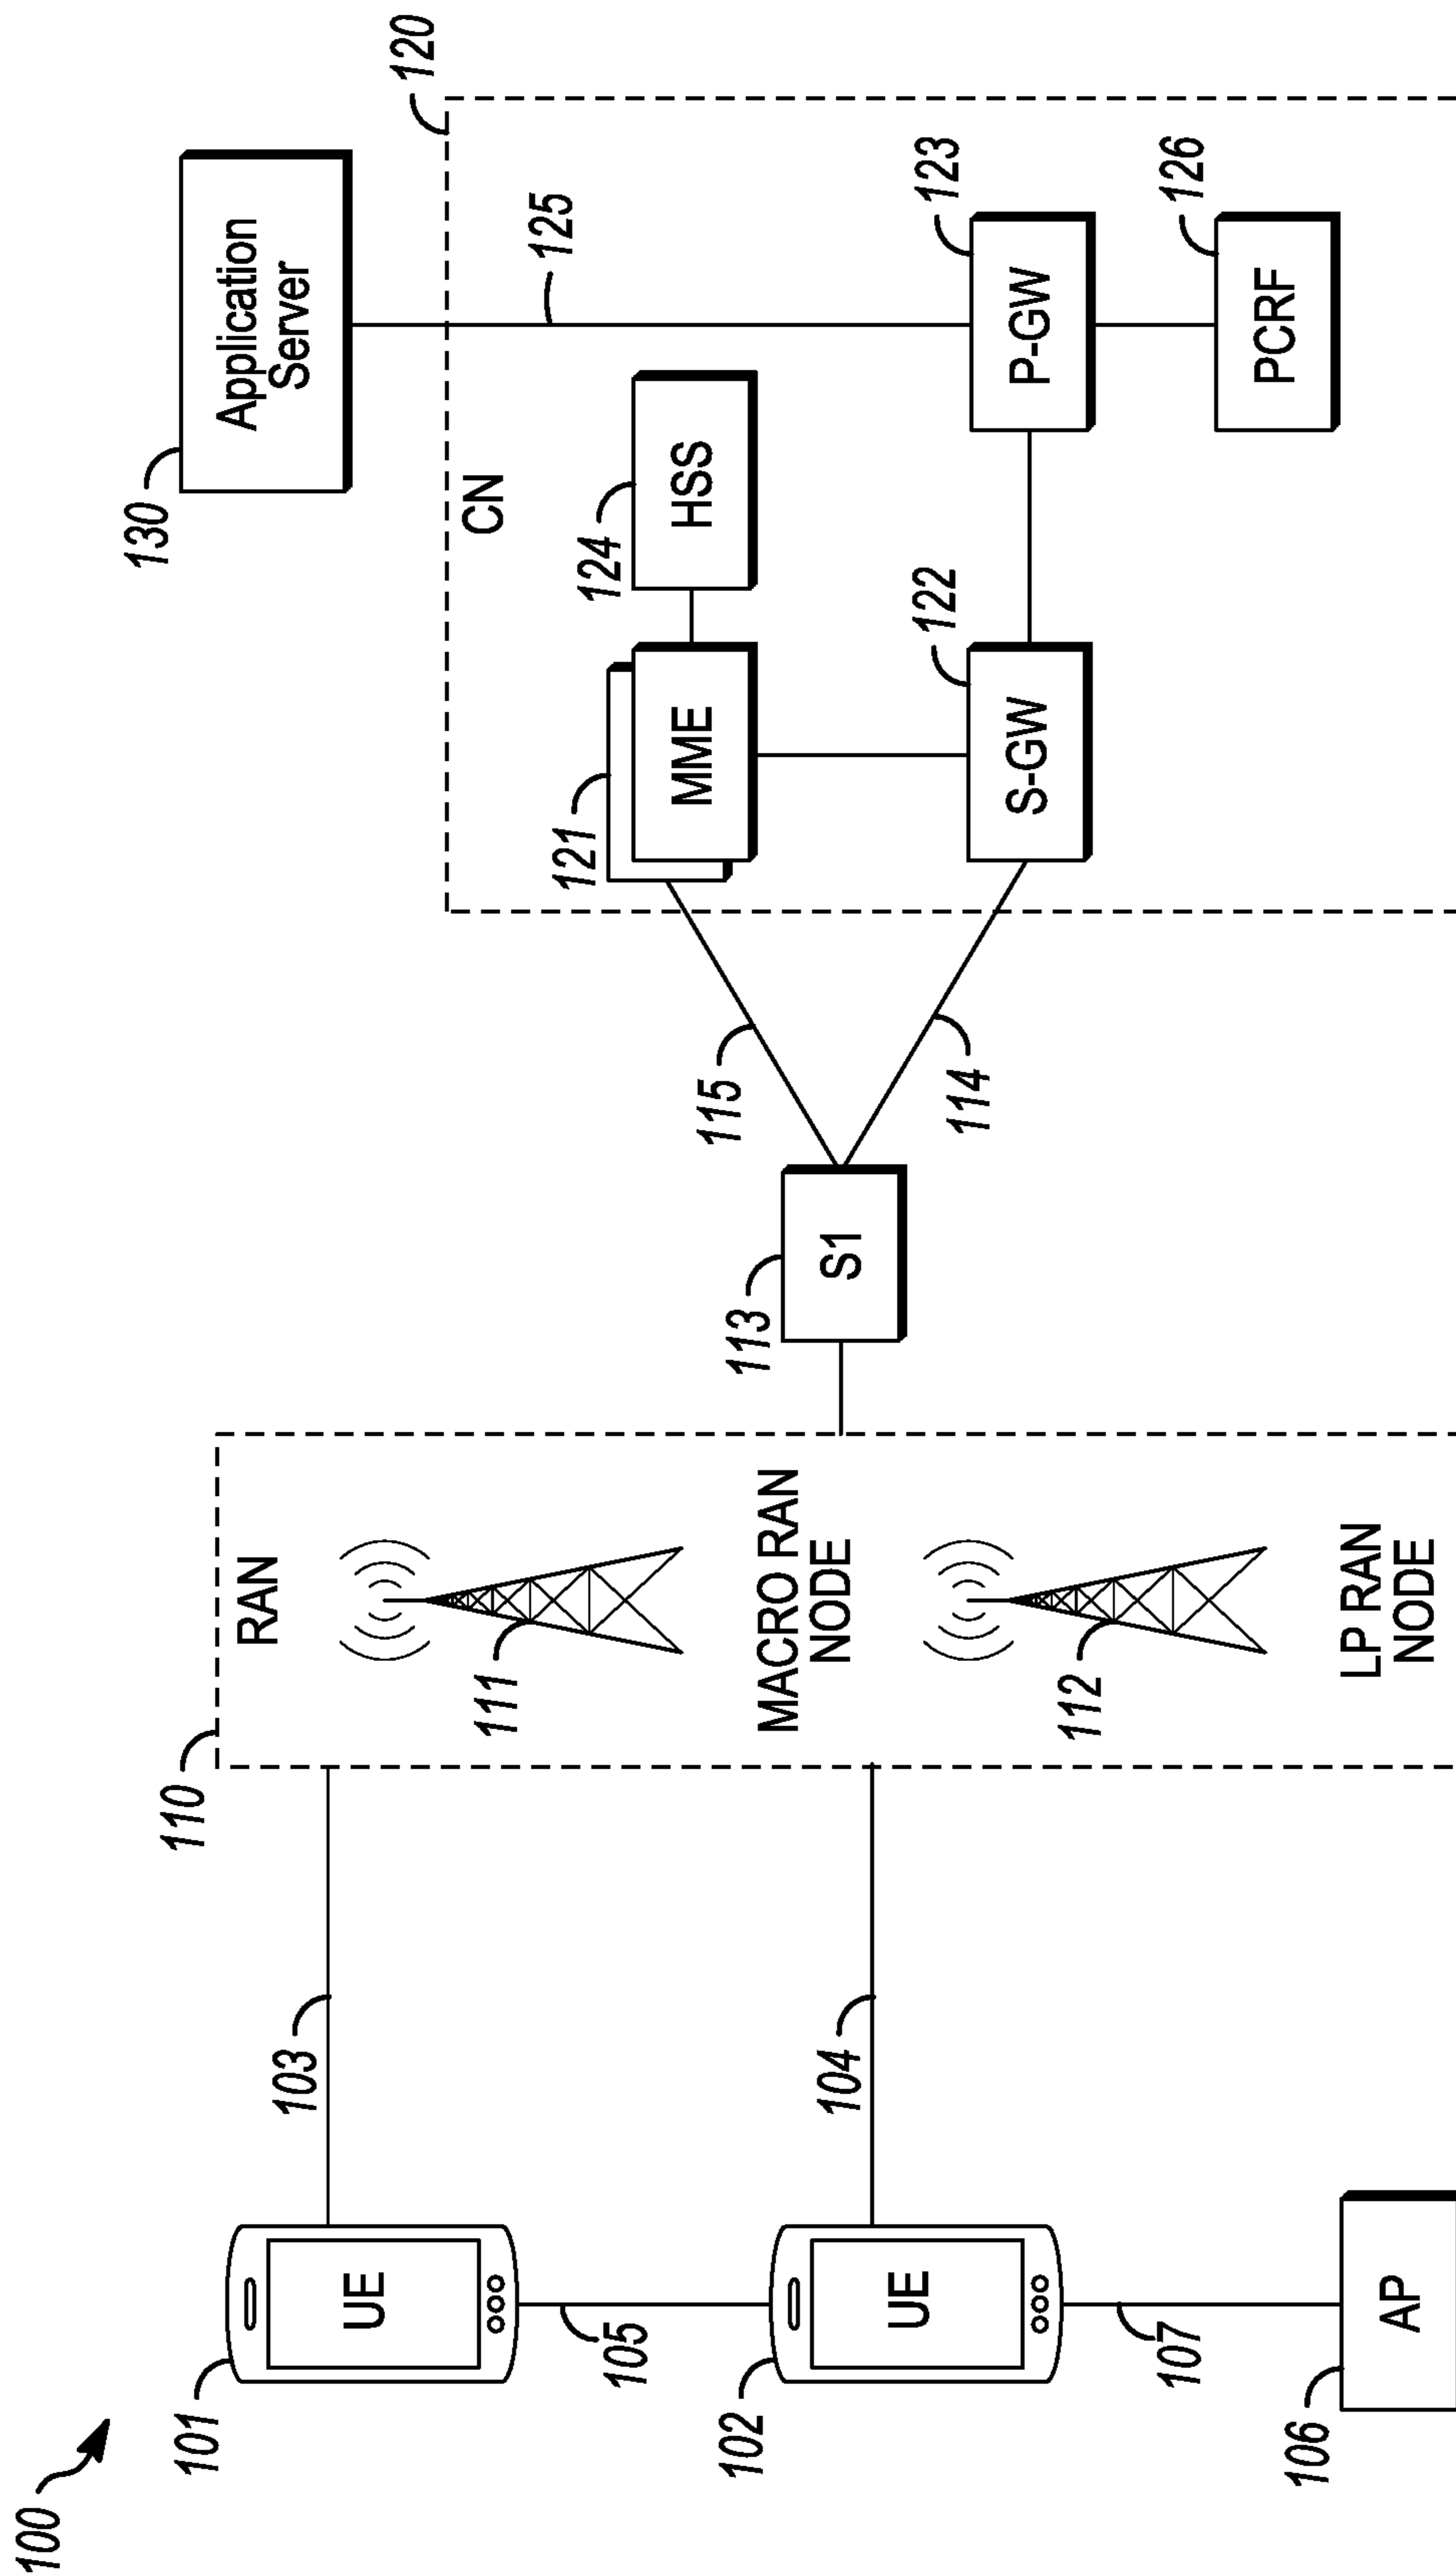 100
101
UE
103
105
102
UE
104
107
106
AP
110
RAN
111
MACRO RAN
NODE
112
LP RAN
NODE
113
S1
115
114
120
CN
121
MME
124
HSS
122
S-GW
123
P-GW
126
PCRF
125
130
Application
Server